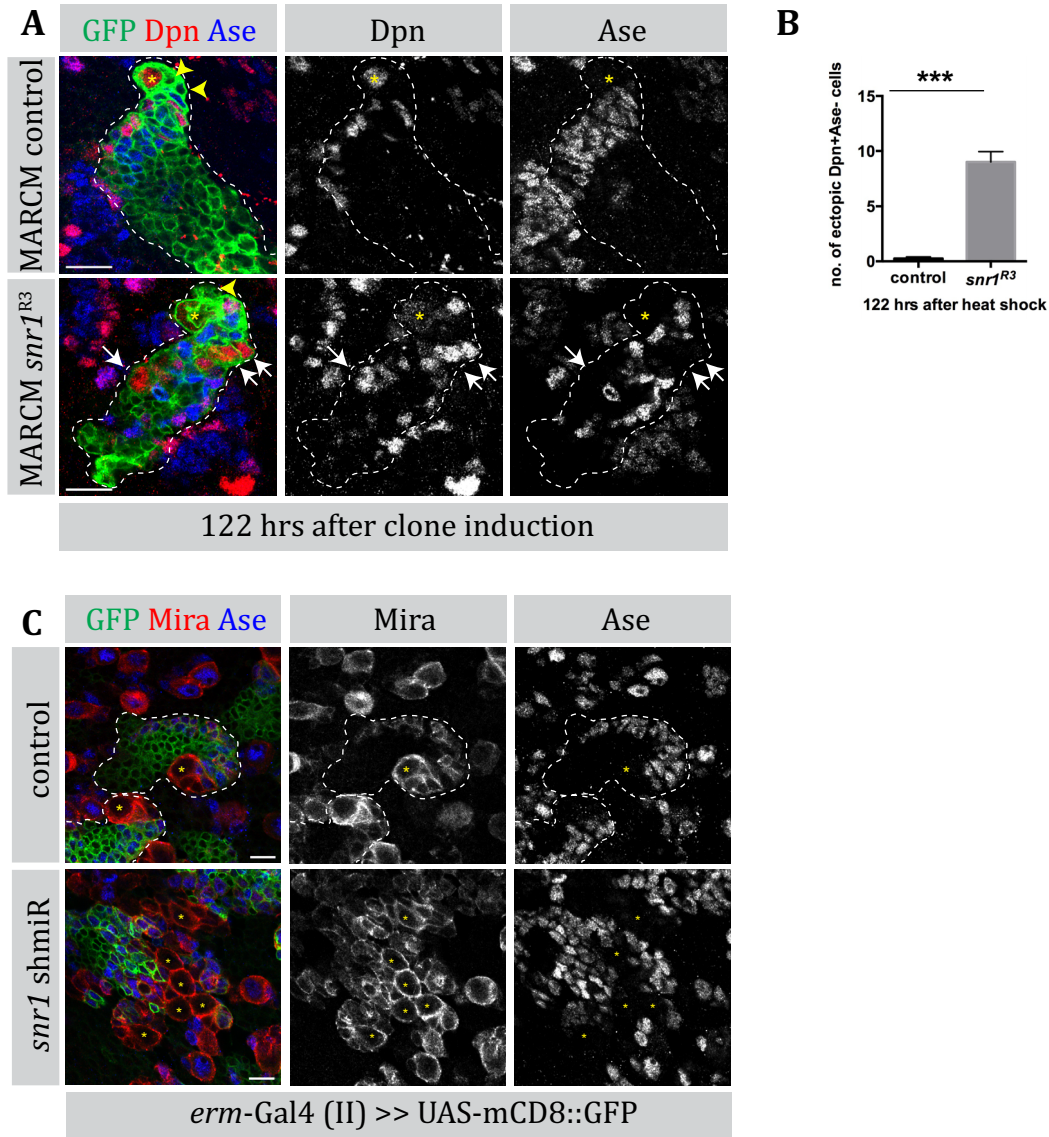 A
GFP Dpn Ase
Dpn
Ase
MARCM control
MARCM snr1R3
122 hrs after clone induction
B
***
no. of ectopic Dpn+Ase- cells
15
10
5
0
control
snr1R3
122 hrs after heat shock
C
GFP Mira Ase
Mira
Ase
control
snr1 shmiR
erm-Gal4 (II) >> UAS-mCD8::GFP